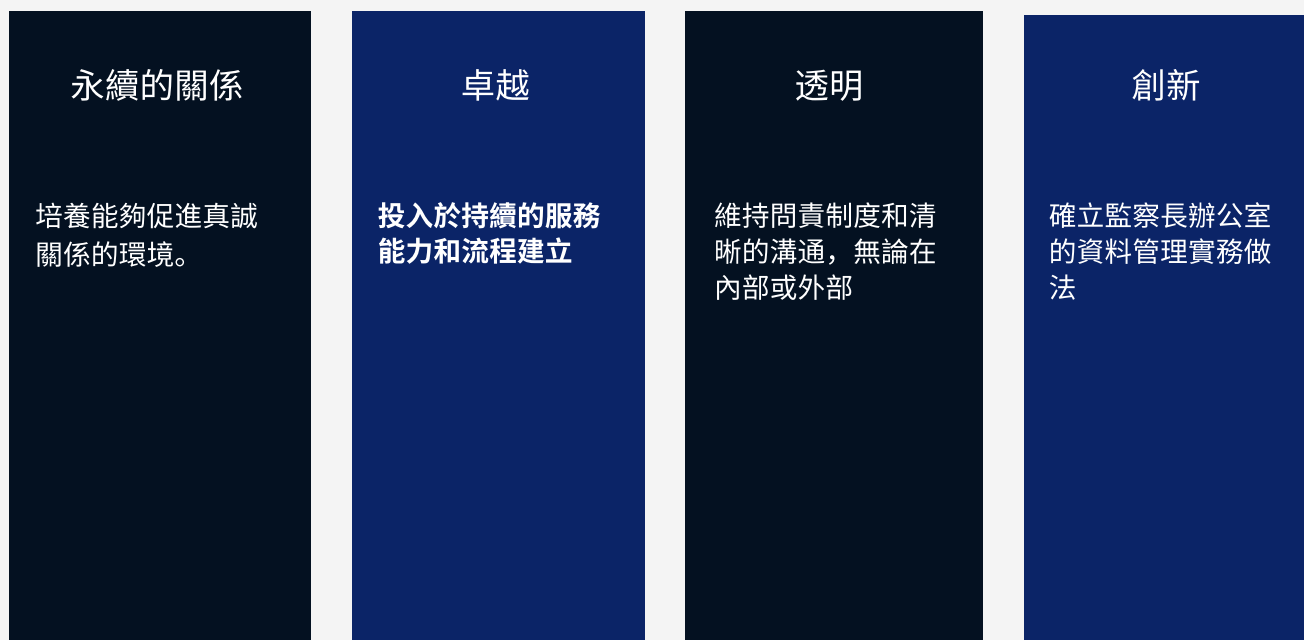 永續的關係
培養能夠促進真誠
關係的環境。
卓越
投入於持續的服務
能力和流程建立
透明
維持問責制度和清
晰的溝通，無論在
內部或外部
創新
確立監察長辦公室
的資料管理實務做
法